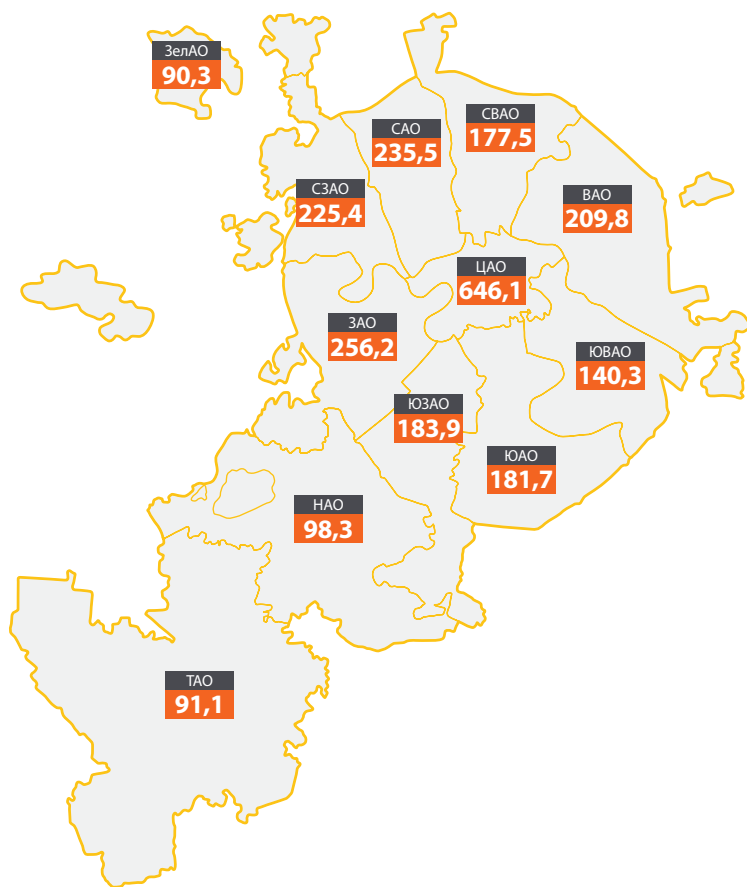 ЗелАО
90,3
САО
235,5
СВАО
177,5
СЗАО
225,4
ВАО
209,8
ЦАО
646,1
ЗАО
256,2
ЮВАО
140,3
ЮЗАО
183,9
ЮАО
181,7
НАО
98,3
ТАО
91,1